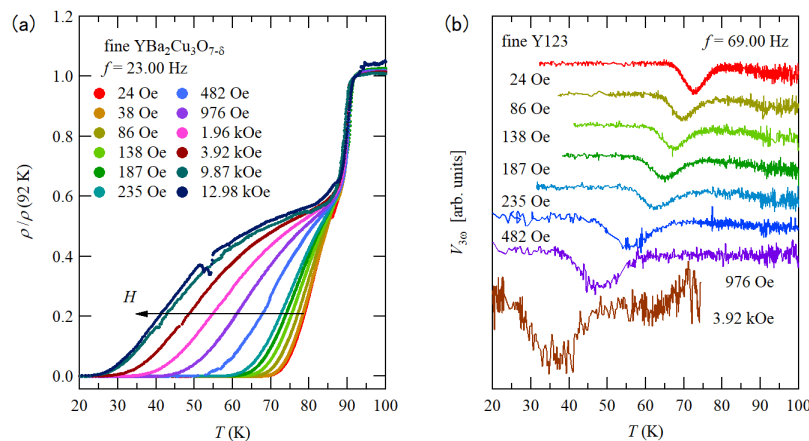 (a)
fine YBa₂Cu₃O₇₋δ
f = 23.00 Hz
24 Oe
38 Oe
86 Oe
138 Oe
187 Oe
235 Oe
482 Oe
976 Oe
1.96 kOe
3.92 kOe
9.87 kOe
12.98 kOe
H
1.2
1.0
0.8
0.6
0.4
0.2
0.0
ρ/ρ (92 K)
20 30 40 50 60 70 80 90 100
T (K)
(b)
fine Y123
f = 69.00 Hz
24 Oe
86 Oe
138 Oe
187 Oe
235 Oe
482 Oe
976 Oe
3.92 kOe
V₃ω [arb. units]
20 30 40 50 60 70 80 90 100
T (K)